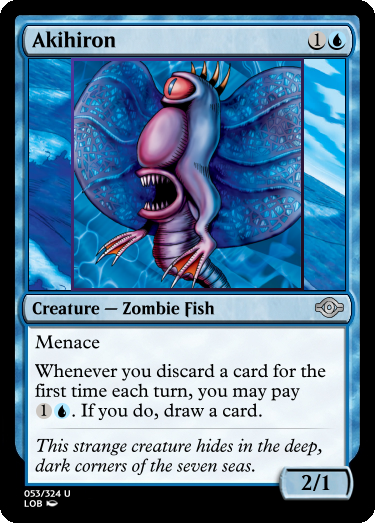 Akihiron 1
Creature — Zombie Fish
Menace
Whenever you discard a card for the
first time each turn, you may pay
1 . If you do, draw a card.
This strange creature hides in the deep,
dark corners of the seven seas.
2/1
053/324 U
LOB